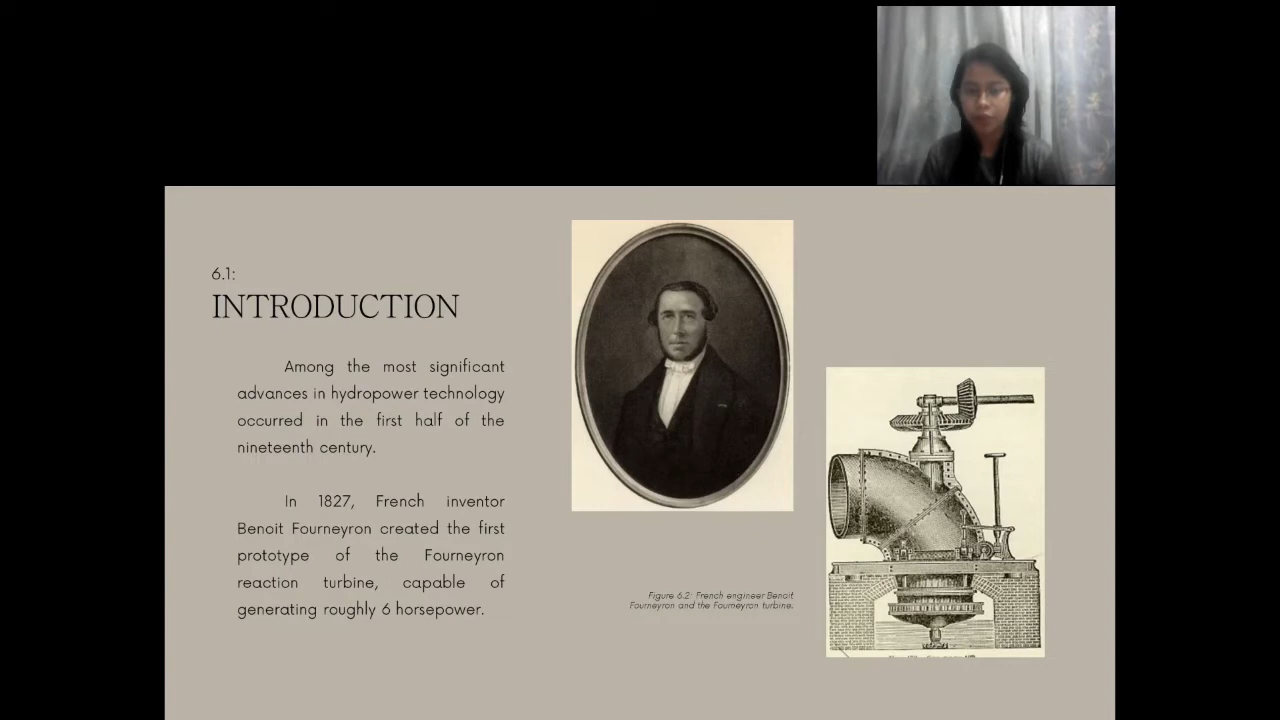 6.1:
INTRODUCTION
Among the most significant
advances in hydropower technology
occurred in the first half of the
nineteenth century.
In 1827, French inventor
Benoit Fourneyron created the first
prototype of the Fourneyron
reaction turbine, capable of
generating roughly 6 horsepower.
Figure 6.2: French engineer Benoit
Fourneyron and the Fourneyron turbine.